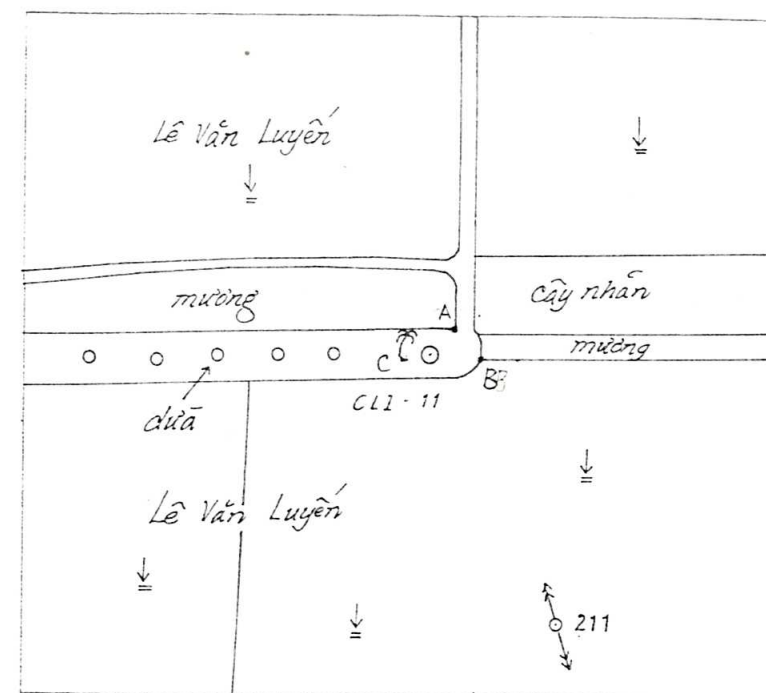 Lê Văn Luyến
mương
A
cây nhãn
mương
C
B
CL1-11
dừa
Lê Văn Luyến
211